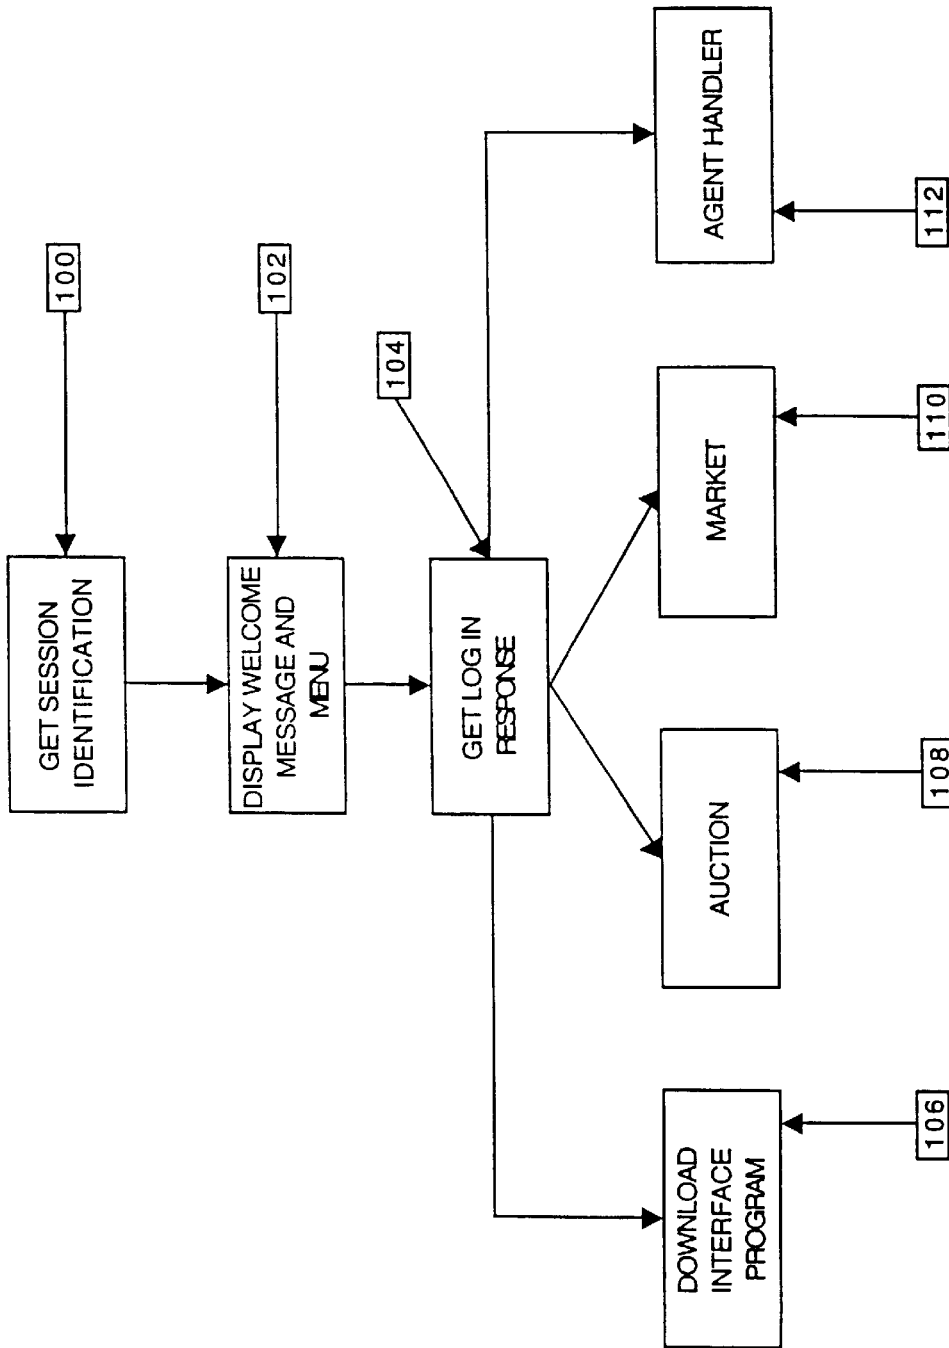 GET SESSION
IDENTIFICATION
100
DISPLAY WELCOME
MESSAGE AND
MENU
102
104
GET LOG IN
RESPONSE
DOWNLOAD
INTERFACE
PROGRAM
AUCTION
MARKET
AGENT HANDLER
106
108
110
112